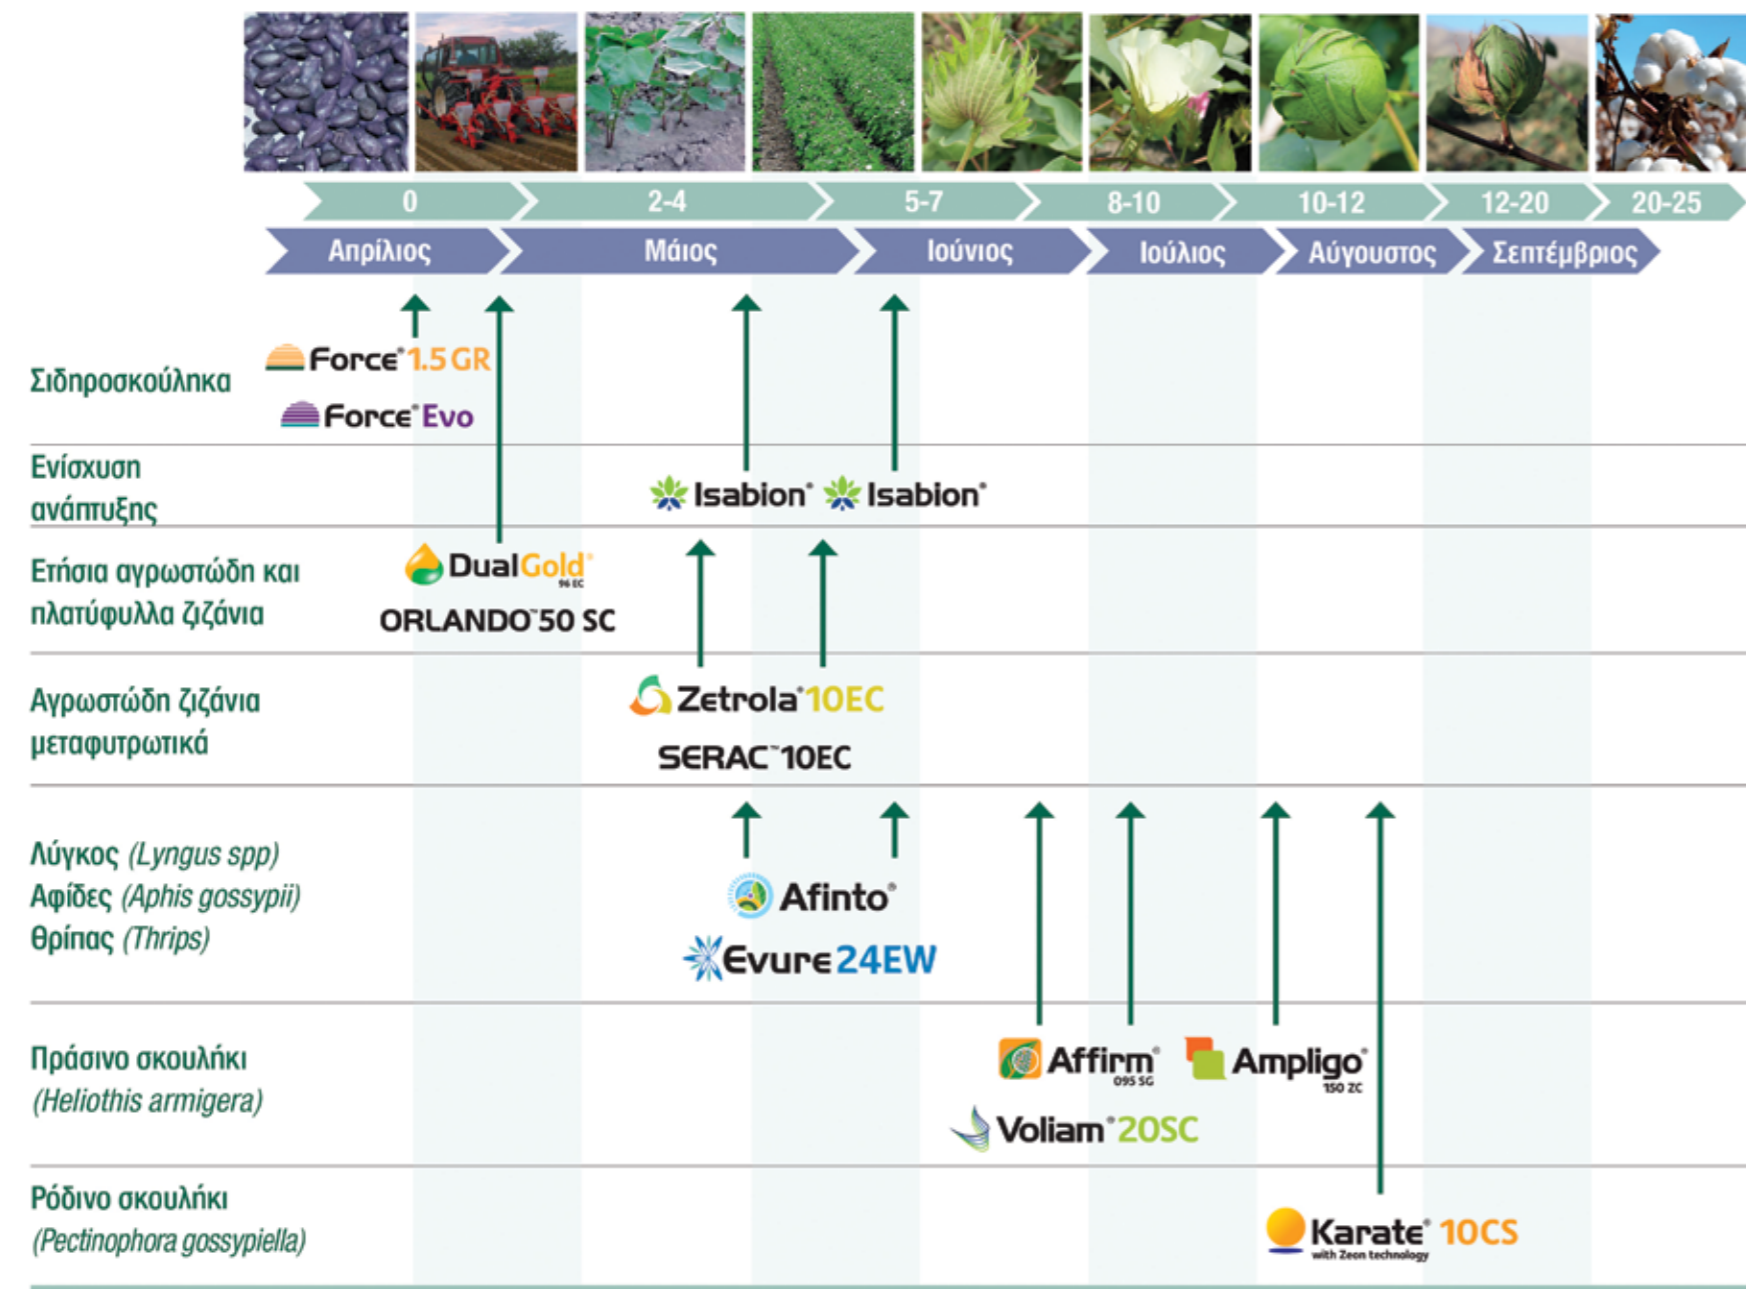 0 2-4 5-7 8-10 10-12 12-20 20-25
Απρίλιος Μάιος Ιούνιος Ιούλιος Αύγουστος Σεπτέμβριος
Σιδηροσκούληκα
Force® 1.5 GR
Force® Evo
Ενίσχυση
ανάπτυξης
Isabion® Isabion®
Ετήσια αγρωστώδη και
πλατύφυλλα ζιζάνια
DualGold®
96 EC
ORLANDO™ 50 SC
Αγρωστώδη ζιζάνια
μεταφυτρωτικά
Zetrola® 10EC
SERAC™ 10EC
Λύγκος (Lyngus spp)
Αφίδες (Aphis gossypii)
Θρίπας (Thrips)
Afinto®
Evure 24EW
Πράσινο σκουλήκι
(Heliothis armigera)
Affirm®
095 SG
Ampligo®
150 ZC
Voliam® 20SC
Ρόδινο σκουλήκι
(Pectinophora gossypiella)
Karate® 10CS
with Zeon technology